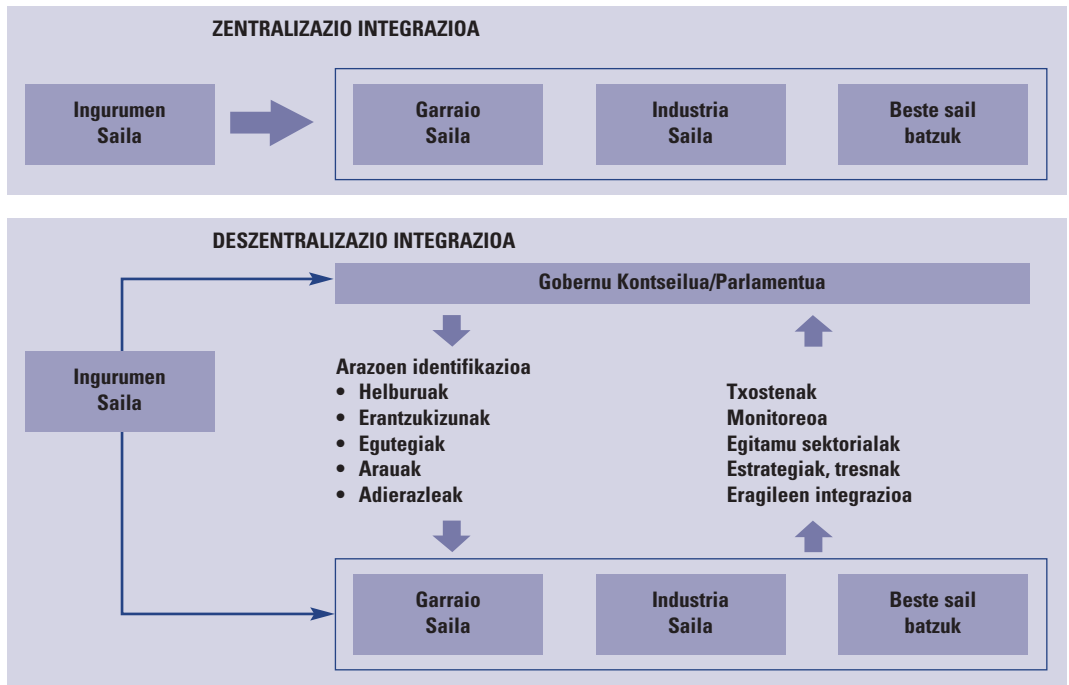 ZENTRALIZAZIO INTEGRAZIOA
Ingurumen
Saila
Garraio
Saila
Industria
Saila
Beste sail
batzuk
DESZENTRALIZAZIO INTEGRAZIOA
Gobernu Kontseilua/Parlamentua
Ingurumen
Saila
Arazoen identifikazioa
• Helburuak
• Erantzukizunak
• Egutegiak
• Arauak
• Adierazleak
Txostenak
Monitoreoa
Egitamu sektorialak
Estrategiak, tresnak
Eragileen integrazioa
Garraio
Saila
Industria
Saila
Beste sail
batzuk